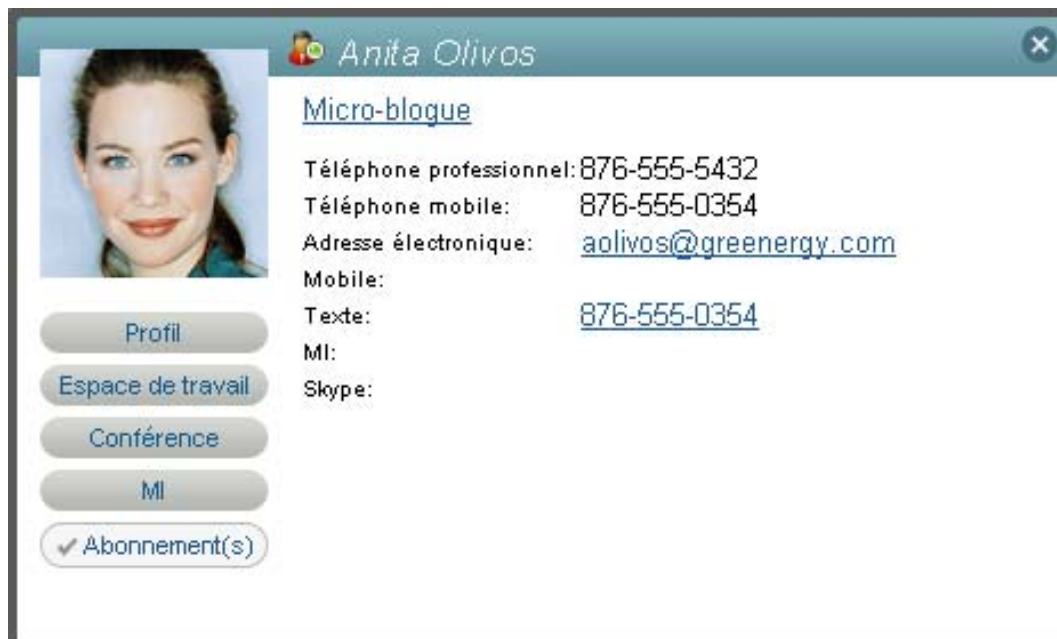 Anita Olivos
Micro-blogue
Téléphone professionnel: 876-555-5432
Téléphone mobile: 876-555-0354
Adresse électronique: aolivos@greenergy.com
Mobile:
Texte: 876-555-0354
MI:
Skype:
Profil
Espace de travail
Conférence
MI
Abonnement(s)